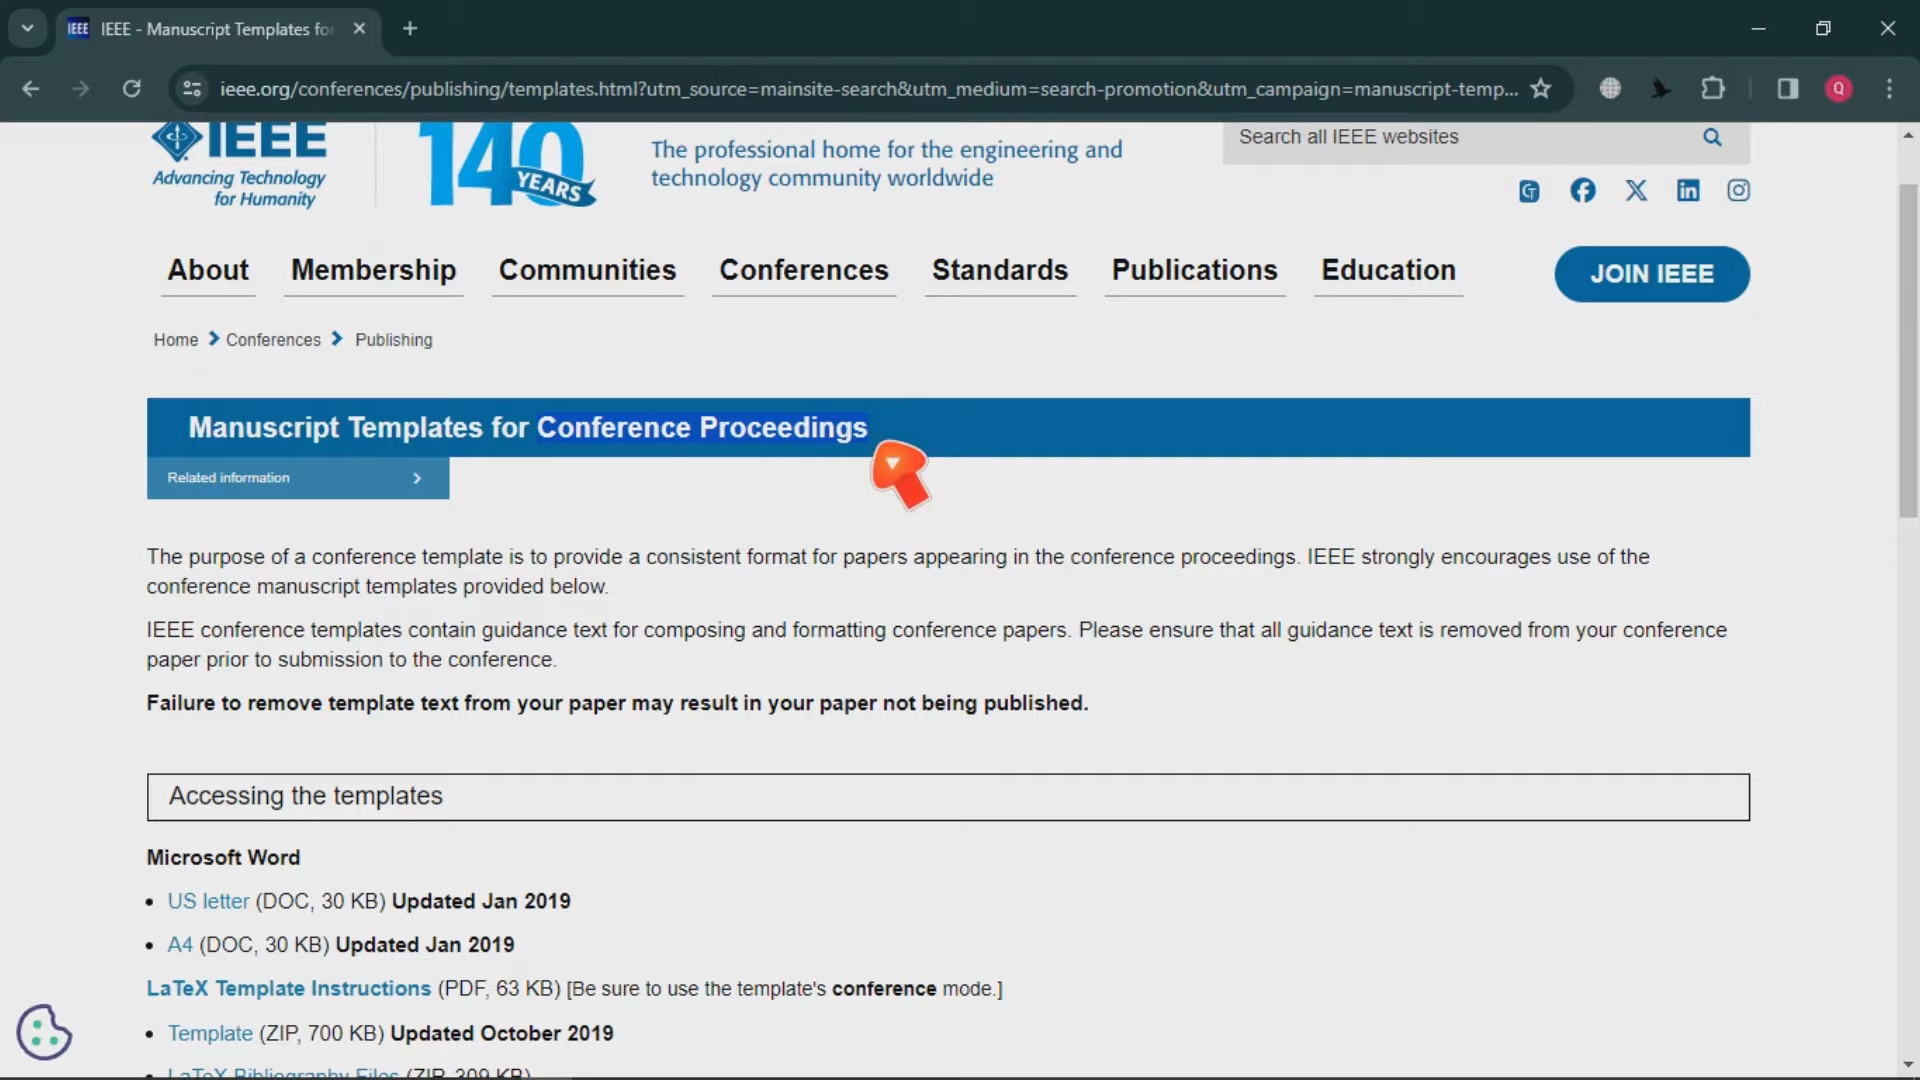 IEEE IEEE - Manuscript Templates for
ieee.org/conferences/publishing/templates.html?utm_source=mainsite-search&utm_medium=search-promotion&utm_campaign=manuscript-temp...
Q
IEEE
Advancing Technology
for Humanity
140
YEARS
The professional home for the engineering and
technology community worldwide
Search all IEEE websites
About Membership Communities Conferences Standards Publications Education JOIN IEEE
Home Conferences Publishing
Manuscript Templates for Conference Proceedings
Related information
The purpose of a conference template is to provide a consistent format for papers appearing in the conference proceedings. IEEE strongly encourages use of the
conference manuscript templates provided below.
IEEE conference templates contain guidance text for composing and formatting conference papers. Please ensure that all guidance text is removed from your conference
paper prior to submission to the conference.
Failure to remove template text from your paper may result in your paper not being published.
Accessing the templates
Microsoft Word
• US letter (DOC, 30 KB) Updated Jan 2019
• A4 (DOC, 30 KB) Updated Jan 2019
LaTeX Template Instructions (PDF, 63 KB) [Be sure to use the template's conference mode.]
• Template (ZIP, 700 KB) Updated October 2019
• LaTeX Bibliography Files (ZIP, 309 KB)